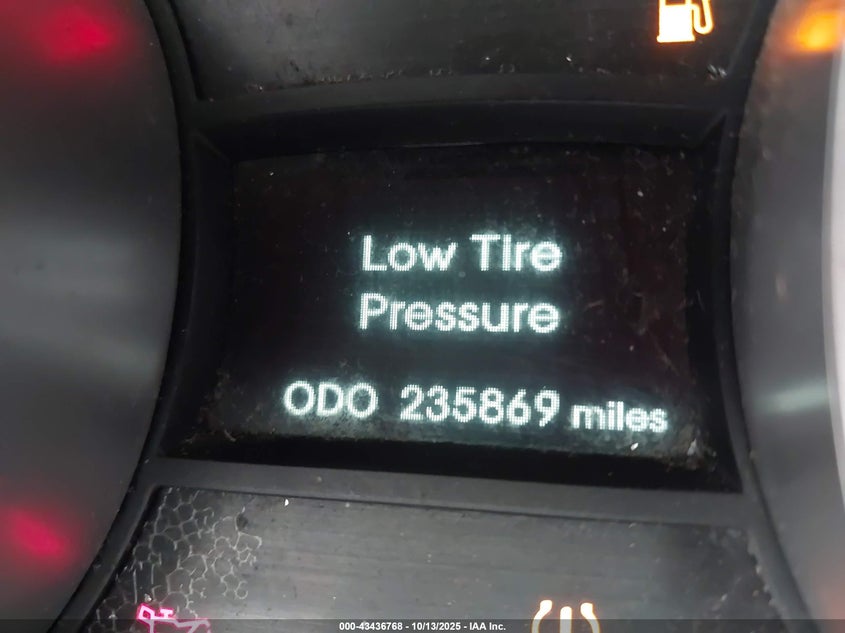 Low Tire
Pressure
ODO 235869 miles
000-43436768 - 10/13/2025 - IAA Inc.